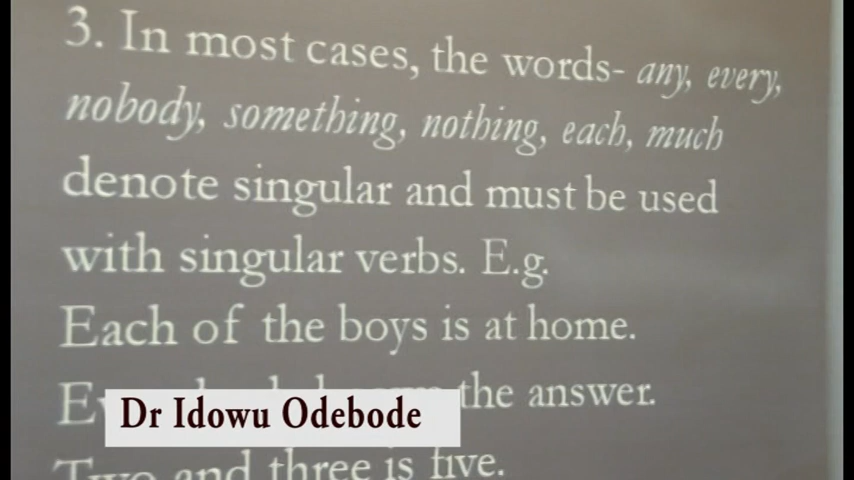 3. In most cases, the words- any, every,
nobody, something, nothing, each, much
denote singular and must be used
with singular verbs. E.g.
Each of the boys is at home.
the answer.
Dr Idowu Odebode
Two and three is five.